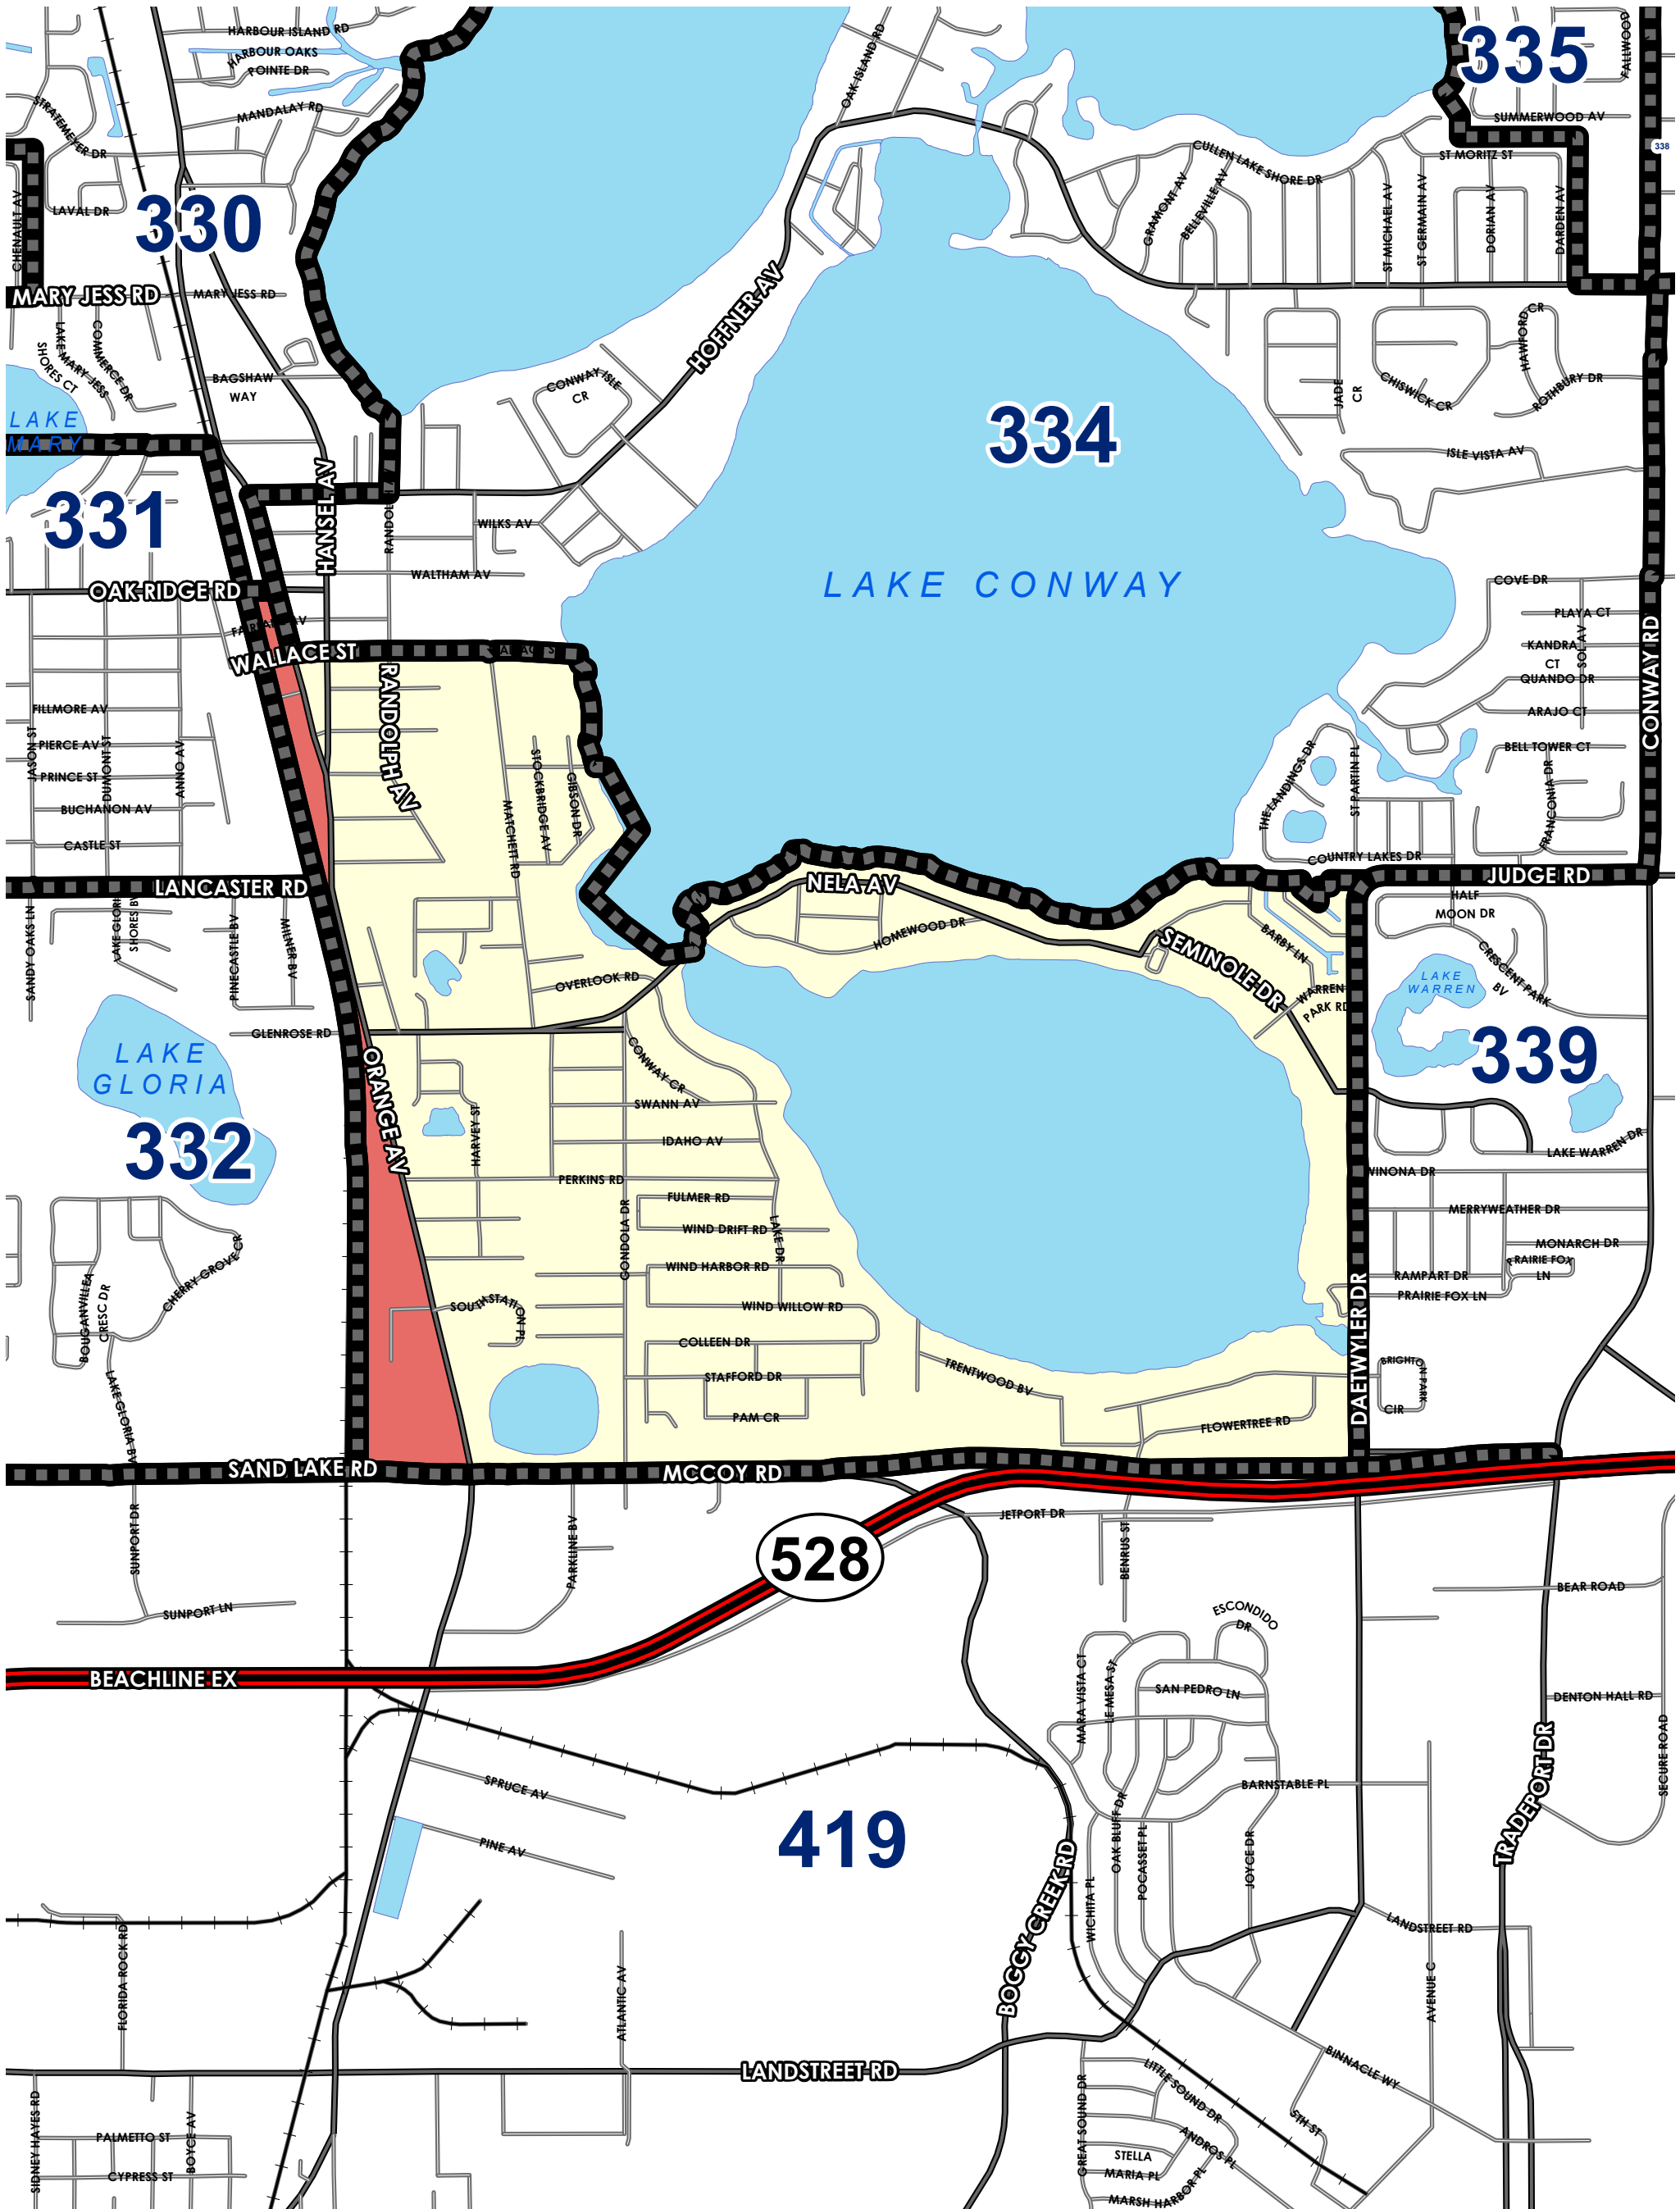 HARBOUR ISLAND RD
HARBOUR OAKS
POINTE DR
MANDALAY RD
STRATEMEYER DR
CHENAULT AV
LAVAL DR
330
OAK ISLAND RD
335
FALLWOOD
SUMMERWOOD AV
338
ST MORITZ ST
CULLEN LAKE SHORE DR
GRAMONT AV
BELLEVILLE AV
ST MICHAEL AV
ST GERMAIN AV
DORIAN AV
DARDEN AV
MARY JESS RD
MARY JESS RD
LAKE MARY JESS
SHORES CT
COMMERCE DR
BAGSHAW
WAY
HOFFNER AV
CONWAY ISLE
CR
JADE
CR
CHISWICK CR
HAWFORD
CR
ROTHBURY DR
LAKE
MARY
334
ISLE VISTA AV
331
HANSEL AV
WILKS AV
WALTHAM AV
OAK RIDGE RD
LAKE CONWAY
COVE DR
PLAYA CT
KANDRA
CT
SOL AV
QUANDO DR
ARAJO CT
CONWAY RD
WALLACE ST
RANDOLPH AV
FILLMORE AV
PIERCE AV
PRINCE ST
BUCHANON AV
CASTLE ST
JASON ST
DUMONT ST
ANNO AV
MATCHETT RD
STOCKBRIDGE AV
GIBSON DR
BELL TOWER CT
THE LANDINGS DR
ST PARTIN PL
FRANCONIA DR
COUNTRY LAKES DR
LANCASTER RD
NELA AV
JUDGE RD
SANDY OAKS LN
LAKE GLORIA
SHORES BV
PINECASTLE BV
MILNER BV
HOMEWOOD DR
SEMINOLE DR
BARBY LN
HALF
MOON DR
CRESCENT PARK
BV
LAKE
WARREN
OVERLOOK RD
WARREN
PARK RD
GLENROSE RD
LAKE
GLORIA
332
339
ORANGE AV
CONWAY CR
SWANN AV
HARVEY ST
IDAHO AV
PERKINS RD
FULMER RD
WIND DRIFT RD
LAKE DR
GONDOLA DR
WIND HARBOR RD
WIND WILLOW RD
COLLEEN DR
STAFFORD DR
PAM CR
SOUTH STATION PL
LAKE WARREN DR
WINONA DR
MERRYWEATHER DR
MONARCH DR
PRAIRIE FOX
LN
RAMPART DR
PRAIRIE FOX LN
CHERRY GROVE CR
BOUGANVILLEA
CRESC DR
LAKE GLORIA BV
DAETWYLER DR
TRENTWOOD BV
FLOWERTREE RD
BRIGHTON PARK
CIR
SAND LAKE RD
MCCOY RD
528
JETPORT DR
BENRUS ST
SUNPORT DR
SUNPORT LN
PARKLINE BV
BEAR ROAD
ESCONDIDO
DR
BEACHLINE EX
MARA VISTA CT
LE MESA ST
SAN PEDRO LN
DENTON HALL RD
SECURE ROAD
TRADEPORT DR
SPRUCE AV
PINE AV
419
BARNSTABLE PL
OAK BLUFF DR
POCASSET PL
JOYCE DR
WICHITA PL
BOGGY CREEK RD
LANDSTREET RD
AVENUE C
FLORIDA ROCK RD
ATLANTIC AV
LANDSTREET RD
BINNACLE WY
5TH ST
LITTLE SOUND DR
GREAT SOUND DR
ANDROS PL
STELLA
MARIA PL
MARSH HARBOR PL
SIDNEY HAYES RD
PALMETTO ST
BOYCE AV
CYPRESS ST